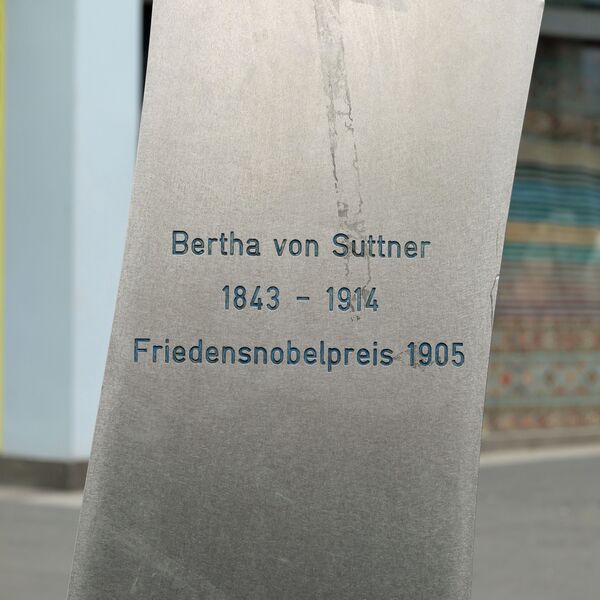 Bertha von Suttner
1843 – 1914
Friedensnobelpreis 1905